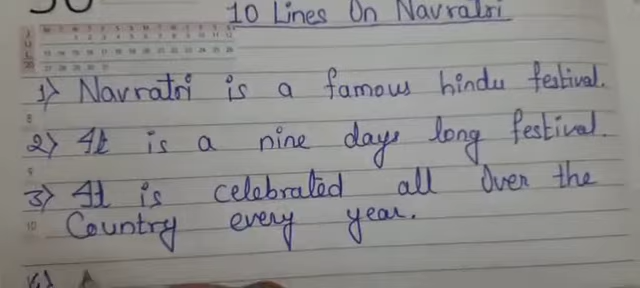 10 Lines On Navratri
1) Navratri is a famous hindu festival.
2) It is a nine days long festival.
3) It is celebrated all Over the
Country every year.
4)